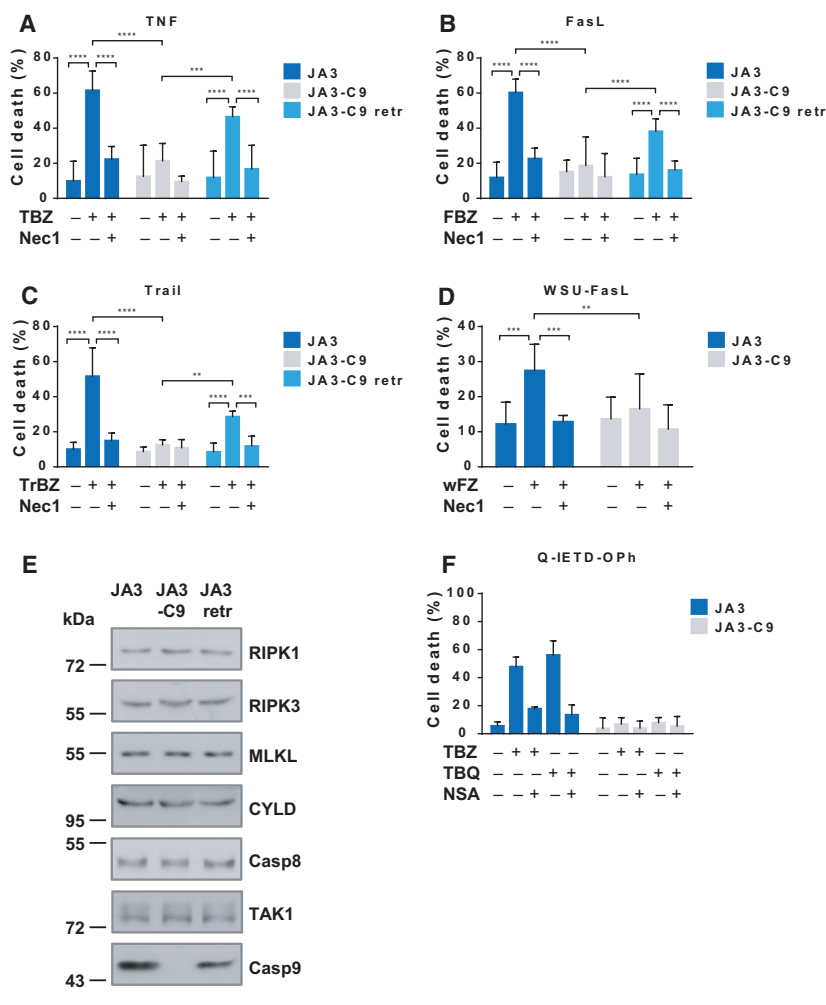 A
TNF
Cell death (%)
80
60
40
20
0
**** **** **** *** **** ****
JA3
JA3-C9
JA3-C9 retr
TBZ – + + – + + – + +
Nec1 – – + – – + – – +
B
FasL
Cell death (%)
80
60
40
20
0
**** **** **** **** **** ****
JA3
JA3-C9
JA3-C9 retr
FBZ – + + – + + – + +
Nec1 – – + – – + – – +
C
Trail
Cell death (%)
80
60
40
20
0
**** **** **** ** **** ***
JA3
JA3-C9
JA3-C9 retr
TrBZ – + + – + + – + +
Nec1 – – + – – + – – +
D
WSU-FasL
Cell death (%)
40
30
20
10
0
*** *** **
JA3
JA3-C9
wFZ – + + – + +
Nec1 – – + – – +
E
JA3 JA3 -C9 JA3 retr
kDa
72 RIPK1
55 RIPK3
55 MLKL
95 CYLD
55 Casp8
72 TAK1
43 Casp9
F
Q-IETD-OPh
Cell death (%)
100
80
60
40
20
0
JA3
JA3-C9
TBZ – + + – – – + + – –
TBQ – – – + + – – – + +
NSA – – + – + – – + – +